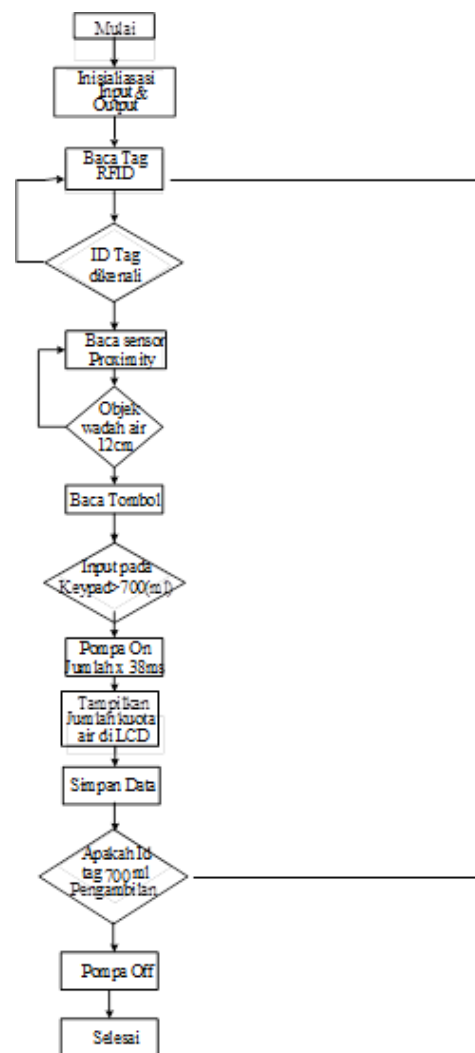 Mulai
Inisialiasasi
Input &
Output
Baca Tag
RFID
ID Tag
dikenali
Baca sensor
Proximity
Objek
wadah air
12cm
Baca Tombol
Input pada
Keypad>700(ml)
Pompa On
Jumlah x 38ms
Tampilkan
Jumlah kuota
air di LCD
Simpan Data
Apakah Id
tag 700 ml
Pengambilan
Pompa Off
Selesai